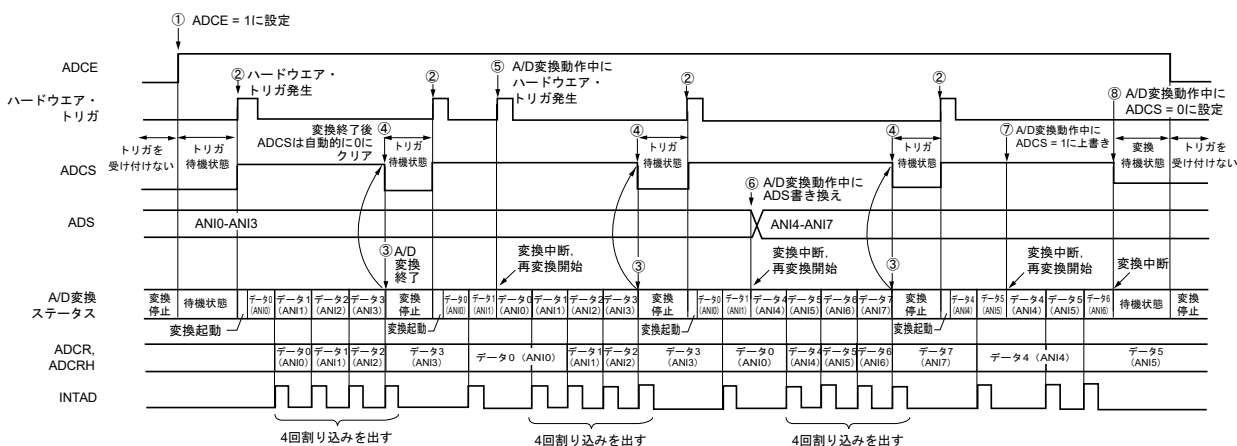 ① ADCE = 1に設定
ADCE
② ハードウエア・
トリガ発生
②
⑤ A/D変換動作中に
ハードウエア・
トリガ発生
②
②
⑧ A/D変換動作中に
ADCS = 0に設定
ハードウエア・
トリガ
トリガを
受け付けない
トリガ
待機状態
変換終了後
ADCSは自動的に0に
クリア
④
トリガ
待機状態
④
トリガ
待機状態
④
トリガ
待機状態
⑦ A/D変換動作中に
ADCS = 1に上書き
変換
待機状態
トリガを
受け付けない
ADCS
⑥ A/D変換動作中に
ADS書き換え
ADS
ANI0-ANI3
ANI4-ANI7
③ A/D
変換
終了
変換中断,
再変換開始
③
変換中断,
再変換開始
③
変換中断,
再変換開始
変換中断
A/D変換
ステータス
変換
停止
待機状態
データ0
(ANI0)
データ1
(ANI1)
データ2
(ANI2)
データ3
(ANI3)
変換
停止
データ0
(ANI0)
データ1
(ANI1)
データ0
(ANI0)
データ1
(ANI1)
データ2
(ANI2)
データ3
(ANI3)
変換
停止
データ0
(ANI0)
データ1
(ANI1)
データ4
(ANI4)
データ5
(ANI5)
データ6
(ANI6)
データ7
(ANI7)
変換
停止
データ4
(ANI4)
データ5
(ANI5)
データ4
(ANI4)
データ5
(ANI5)
データ6
(ANI6)
待機状態
変換
停止
変換起動
変換起動
変換起動
変換起動
ADCR,
ADCRH
データ0
(ANI0)
データ1
(ANI1)
データ2
(ANI2)
データ3
(ANI3)
データ0 (ANI0)
データ1
(ANI1)
データ2
(ANI2)
データ3
(ANI3)
データ0
(ANI0)
データ4
(ANI4)
データ5
(ANI5)
データ6
(ANI6)
データ7
(ANI7)
データ4 (ANI4)
データ5
(ANI5)
INTAD
4回割り込みを出す
4回割り込みを出す
4回割り込みを出す